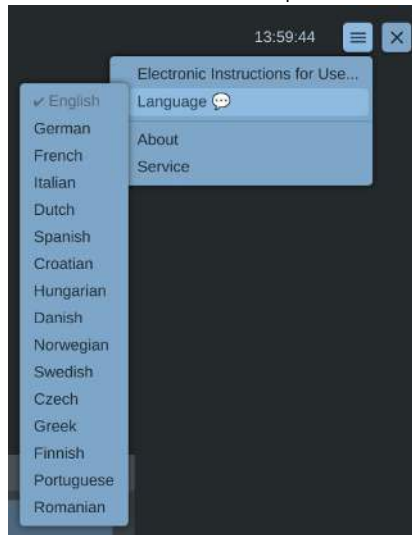 13:59:44
Electronic Instructions for Use...
Language 💬
About
Service
✔ English
German
French
Italian
Dutch
Spanish
Croatian
Hungarian
Danish
Norwegian
Swedish
Czech
Greek
Finnish
Portuguese
Romanian